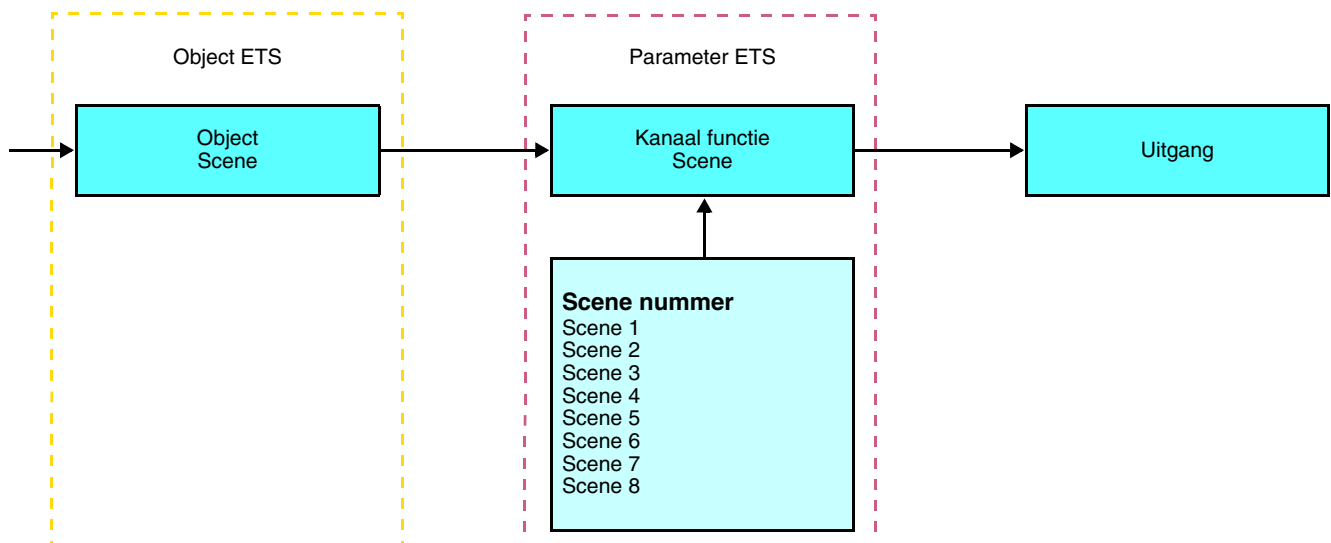 Object ETS
Parameter ETS
Object
Scene
Kanaal functie
Scene
Uitgang
Scene nummer
Scene 1
Scene 2
Scene 3
Scene 4
Scene 5
Scene 6
Scene 7
Scene 8